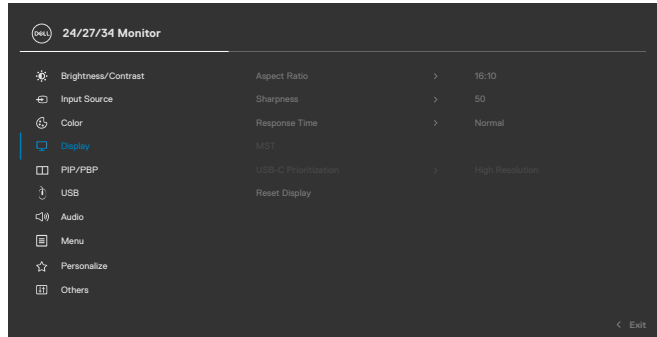 DELL 24/27/34 Monitor
Brightness/Contrast Aspect Ratio > 16:10
Input Source Sharpness > 50
Color Response Time > Normal
Display MST
PIP/PBP USB-C Prioritization > High Resolution
USB Reset Display
Audio
Menu
Personalize
Others
< Exit